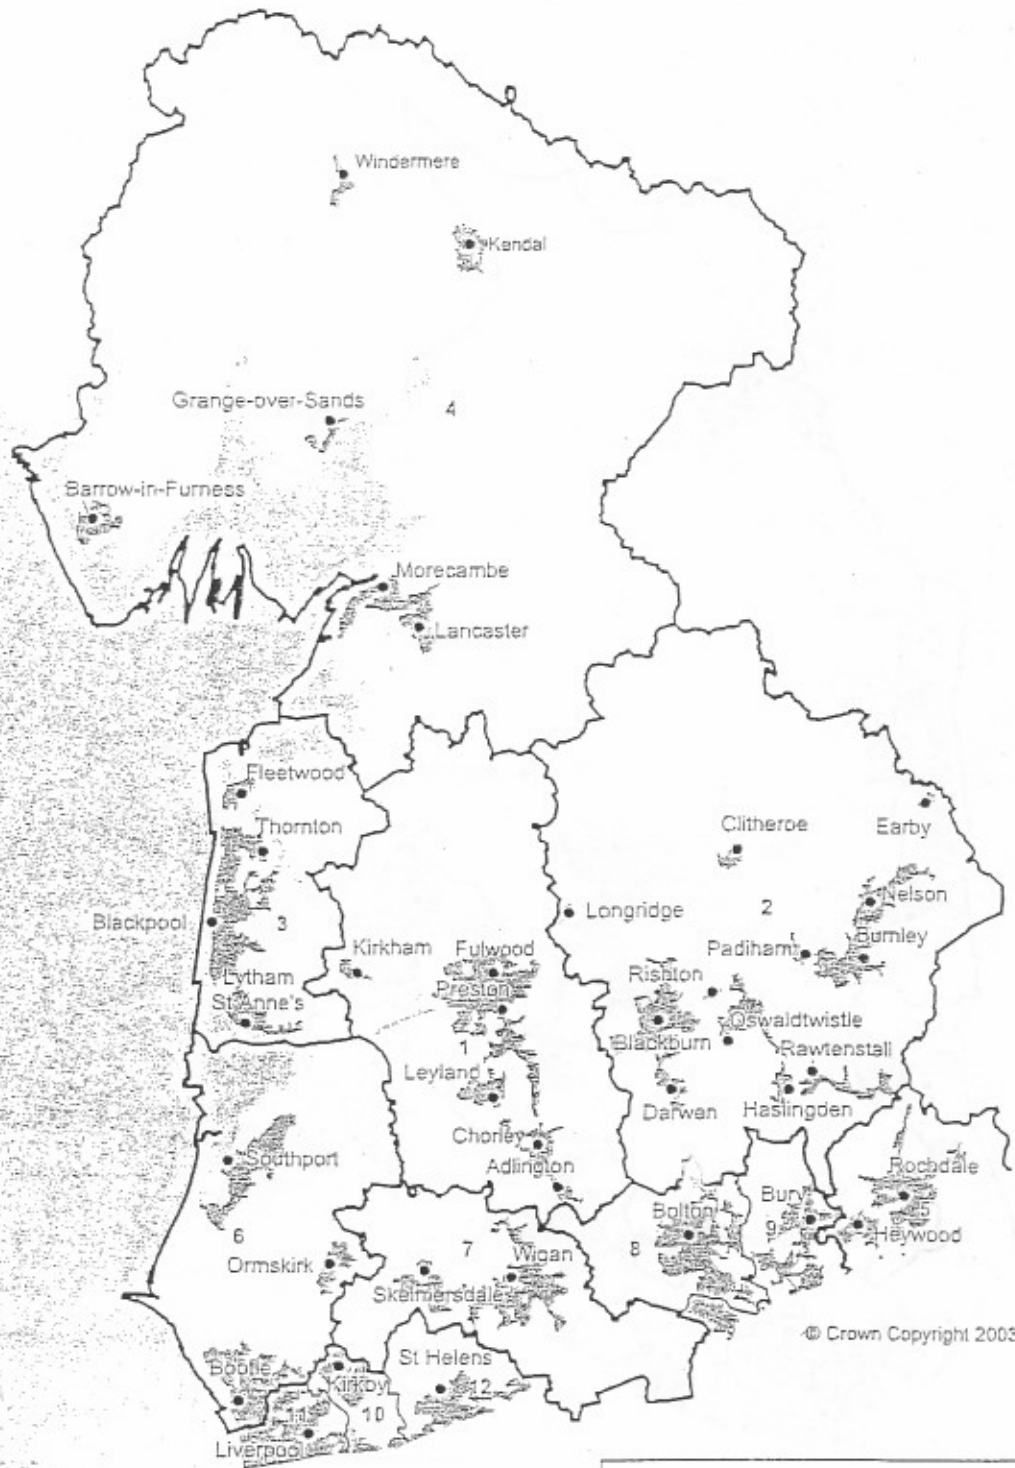 Windermere
Kendal
Grange-over-Sands
4
Barrow-in-Furness
Morecambe
Lancaster
Fleetwood
Thornton
Clitheroe
Earby
Blackpool
3
Longridge
2
Nelson
Kirkham
Fulwood
Padiham
Burnley
Lytham
St Anne's
Preston
Rishton
1
Blackburn
Oswaldtwistle
Leyland
Rawtenstall
Darwen
Haslingden
Chorley
Southport
Adlington
Rochdale
Bury
5
Bolton
9
Heywood
6
7
8
Ormskirk
Wigan
Skelmersdale
© Crown Copyright 2003
St Helens
Bootle
Kirkby
12
11
10
Liverpool